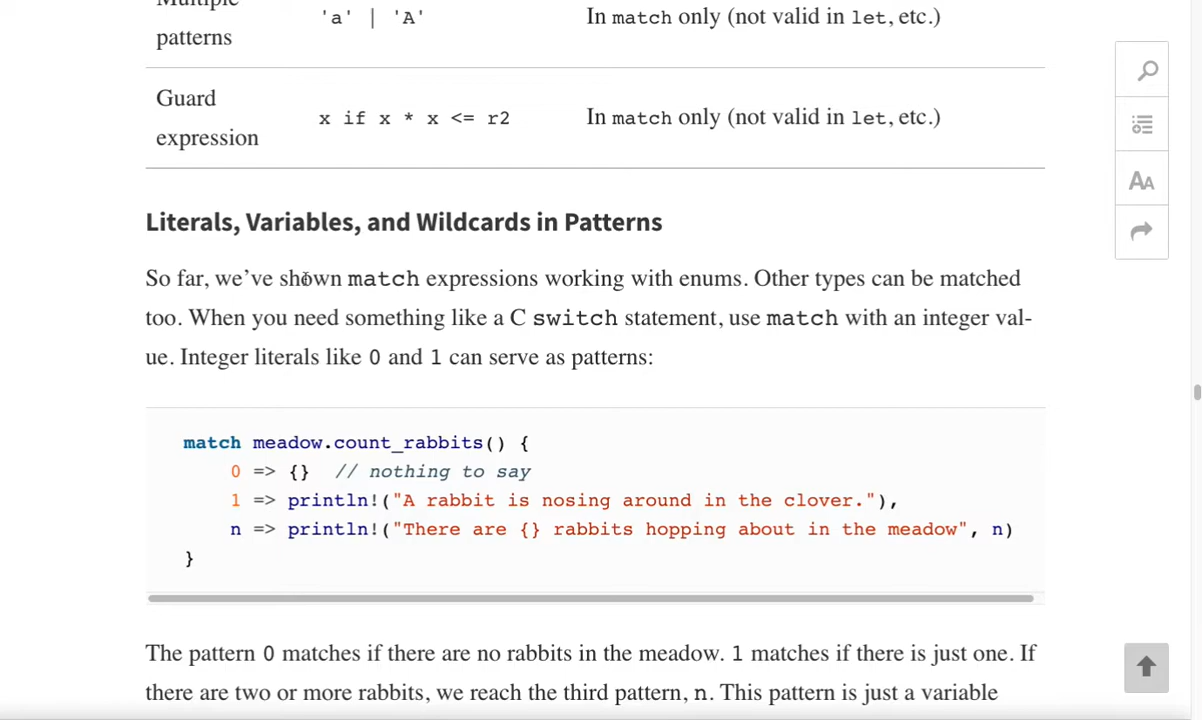 Multiple
patterns
'a' | 'A'
In match only (not valid in let, etc.)
Guard
expression
x if x * x <= r2
In match only (not valid in let, etc.)
Literals, Variables, and Wildcards in Patterns
So far, we’ve shown match expressions working with enums. Other types can be matched
too. When you need something like a C switch statement, use match with an integer val-
ue. Integer literals like 0 and 1 can serve as patterns:
match meadow.count_rabbits() {
    0 => {}  // nothing to say
    1 => println!("A rabbit is nosing around in the clover."),
    n => println!("There are {} rabbits hopping about in the meadow", n)
}
The pattern 0 matches if there are no rabbits in the meadow. 1 matches if there is just one. If
there are two or more rabbits, we reach the third pattern, n. This pattern is just a variable
AA